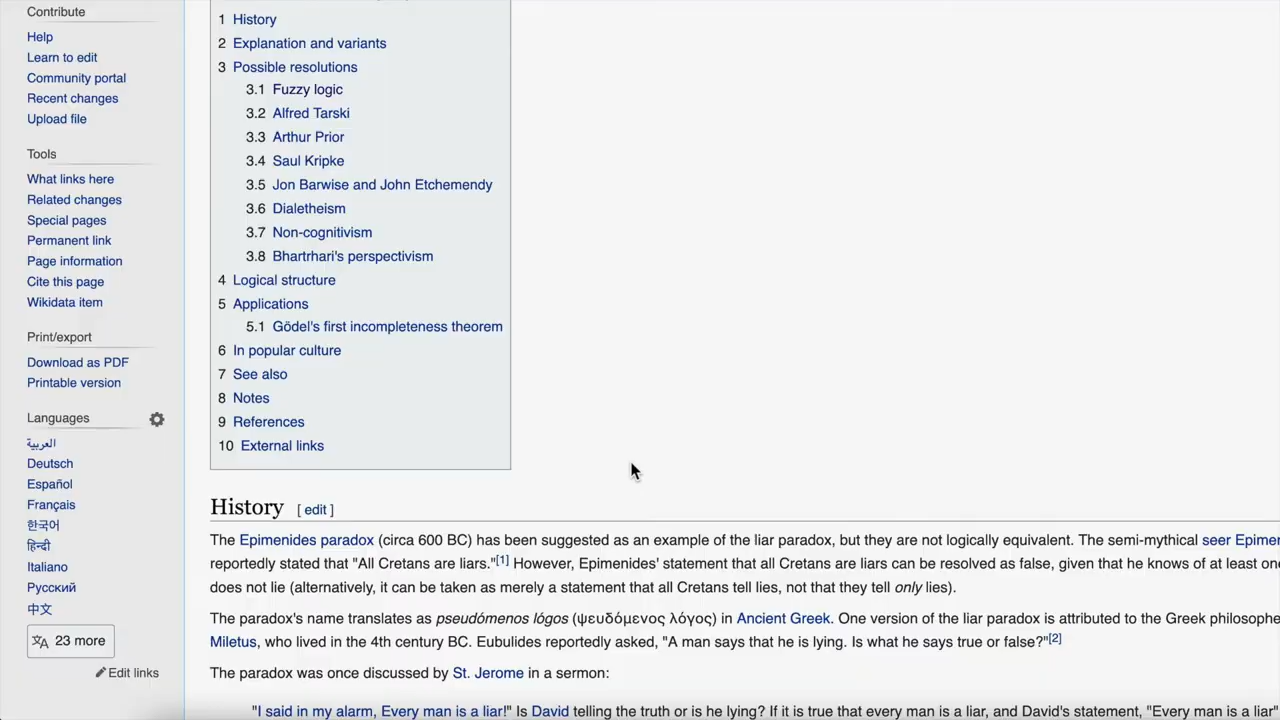 Contribute
Help
Learn to edit
Community portal
Recent changes
Upload file
Tools
What links here
Related changes
Special pages
Permanent link
Page information
Cite this page
Wikidata item
Print/export
Download as PDF
Printable version
Languages
العربية
Deutsch
Español
Français
한국어
हिन्दी
Italiano
Русский
中文
23 more
Edit links
1 History
2 Explanation and variants
3 Possible resolutions
3.1 Fuzzy logic
3.2 Alfred Tarski
3.3 Arthur Prior
3.4 Saul Kripke
3.5 Jon Barwise and John Etchemendy
3.6 Dialetheism
3.7 Non-cognitivism
3.8 Bhartrhari's perspectivism
4 Logical structure
5 Applications
5.1 Gödel's first incompleteness theorem
6 In popular culture
7 See also
8 Notes
9 References
10 External links
History [ edit ]
The Epimenides paradox (circa 600 BC) has been suggested as an example of the liar paradox, but they are not logically equivalent. The semi-mythical seer Epimen
reportedly stated that "All Cretans are liars."[1] However, Epimenides' statement that all Cretans are liars can be resolved as false, given that he knows of at least one
does not lie (alternatively, it can be taken as merely a statement that all Cretans tell lies, not that they tell only lies).
The paradox's name translates as pseudómenos lógos (ψευδόμενος λόγος) in Ancient Greek. One version of the liar paradox is attributed to the Greek philosophe
Miletus, who lived in the 4th century BC. Eubulides reportedly asked, "A man says that he is lying. Is what he says true or false?"[2]
The paradox was once discussed by St. Jerome in a sermon:
"I said in my alarm, Every man is a liar!" Is David telling the truth or is he lying? If it is true that every man is a liar, and David's statement, "Every man is a liar"